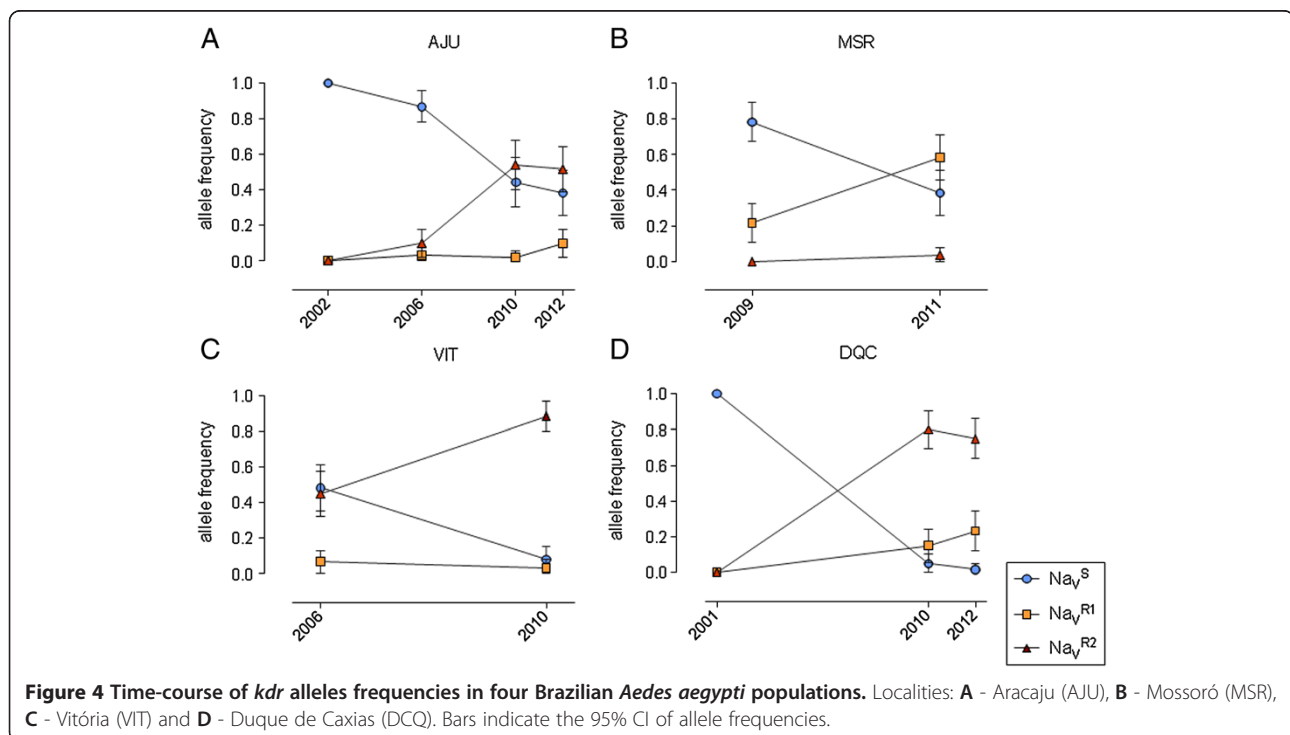 A
AJU
allele frequency
1.0
0.8
0.6
0.4
0.2
0.0
2002
2006
2010
2012
B
MSR
allele frequency
1.0
0.8
0.6
0.4
0.2
0.0
2009
2011
C
VIT
allele frequency
1.0
0.8
0.6
0.4
0.2
0.0
2006
2010
D
DQC
allele frequency
1.0
0.8
0.6
0.4
0.2
0.0
2001
2010
2012
Na_V^S
Na_V^R1
Na_V^R2
Figure 4 Time-course of kdr alleles frequencies in four Brazilian Aedes aegypti populations. Localities: A - Aracaju (AJU), B - Mossoró (MSR),
C - Vitória (VIT) and D - Duque de Caxias (DCQ). Bars indicate the 95% CI of allele frequencies.